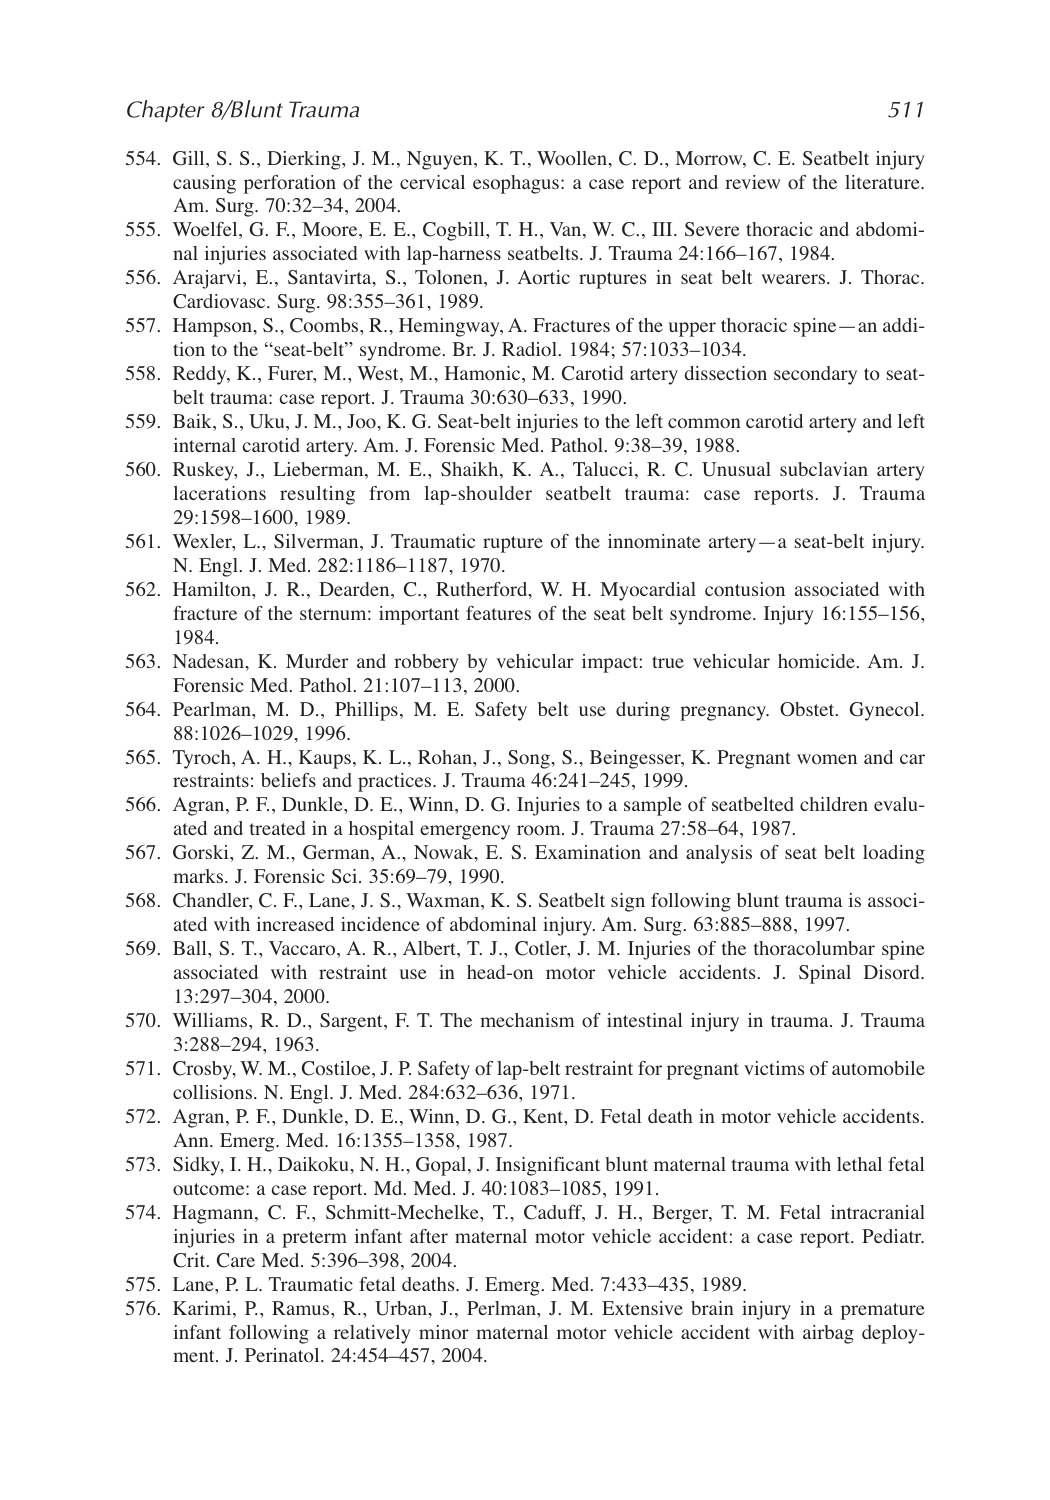 Chapter 8/Blunt Trauma 511
554. Gill, S. S., Dierking, J. M., Nguyen, K. T., Woollen, C. D., Morrow, C. E. Seatbelt injury
causing perforation of the cervical esophagus: a case report and review of the literature.
Am. Surg. 70:32–34, 2004.
555. Woelfel, G. F., Moore, E. E., Cogbill, T. H., Van, W. C., III. Severe thoracic and abdomi-
nal injuries associated with lap-harness seatbelts. J. Trauma 24:166–167, 1984.
556. Arajarvi, E., Santavirta, S., Tolonen, J. Aortic ruptures in seat belt wearers. J. Thorac.
Cardiovasc. Surg. 98:355–361, 1989.
557. Hampson, S., Coombs, R., Hemingway, A. Fractures of the upper thoracic spine—an addi-
tion to the “seat-belt” syndrome. Br. J. Radiol. 1984; 57:1033–1034.
558. Reddy, K., Furer, M., West, M., Hamonic, M. Carotid artery dissection secondary to seat-
belt trauma: case report. J. Trauma 30:630–633, 1990.
559. Baik, S., Uku, J. M., Joo, K. G. Seat-belt injuries to the left common carotid artery and left
internal carotid artery. Am. J. Forensic Med. Pathol. 9:38–39, 1988.
560. Ruskey, J., Lieberman, M. E., Shaikh, K. A., Talucci, R. C. Unusual subclavian artery
lacerations resulting from lap-shoulder seatbelt trauma: case reports. J. Trauma
29:1598–1600, 1989.
561. Wexler, L., Silverman, J. Traumatic rupture of the innominate artery—a seat-belt injury.
N. Engl. J. Med. 282:1186–1187, 1970.
562. Hamilton, J. R., Dearden, C., Rutherford, W. H. Myocardial contusion associated with
fracture of the sternum: important features of the seat belt syndrome. Injury 16:155–156,
1984.
563. Nadesan, K. Murder and robbery by vehicular impact: true vehicular homicide. Am. J.
Forensic Med. Pathol. 21:107–113, 2000.
564. Pearlman, M. D., Phillips, M. E. Safety belt use during pregnancy. Obstet. Gynecol.
88:1026–1029, 1996.
565. Tyroch, A. H., Kaups, K. L., Rohan, J., Song, S., Beingesser, K. Pregnant women and car
restraints: beliefs and practices. J. Trauma 46:241–245, 1999.
566. Agran, P. F., Dunkle, D. E., Winn, D. G. Injuries to a sample of seatbelted children evalu-
ated and treated in a hospital emergency room. J. Trauma 27:58–64, 1987.
567. Gorski, Z. M., German, A., Nowak, E. S. Examination and analysis of seat belt loading
marks. J. Forensic Sci. 35:69–79, 1990.
568. Chandler, C. F., Lane, J. S., Waxman, K. S. Seatbelt sign following blunt trauma is associ-
ated with increased incidence of abdominal injury. Am. Surg. 63:885–888, 1997.
569. Ball, S. T., Vaccaro, A. R., Albert, T. J., Cotler, J. M. Injuries of the thoracolumbar spine
associated with restraint use in head-on motor vehicle accidents. J. Spinal Disord.
13:297–304, 2000.
570. Williams, R. D., Sargent, F. T. The mechanism of intestinal injury in trauma. J. Trauma
3:288–294, 1963.
571. Crosby, W. M., Costiloe, J. P. Safety of lap-belt restraint for pregnant victims of automobile
collisions. N. Engl. J. Med. 284:632–636, 1971.
572. Agran, P. F., Dunkle, D. E., Winn, D. G., Kent, D. Fetal death in motor vehicle accidents.
Ann. Emerg. Med. 16:1355–1358, 1987.
573. Sidky, I. H., Daikoku, N. H., Gopal, J. Insignificant blunt maternal trauma with lethal fetal
outcome: a case report. Md. Med. J. 40:1083–1085, 1991.
574. Hagmann, C. F., Schmitt-Mechelke, T., Caduff, J. H., Berger, T. M. Fetal intracranial
injuries in a preterm infant after maternal motor vehicle accident: a case report. Pediatr.
Crit. Care Med. 5:396–398, 2004.
575. Lane, P. L. Traumatic fetal deaths. J. Emerg. Med. 7:433–435, 1989.
576. Karimi, P., Ramus, R., Urban, J., Perlman, J. M. Extensive brain injury in a premature
infant following a relatively minor maternal motor vehicle accident with airbag deploy-
ment. J. Perinatol. 24:454–457, 2004.